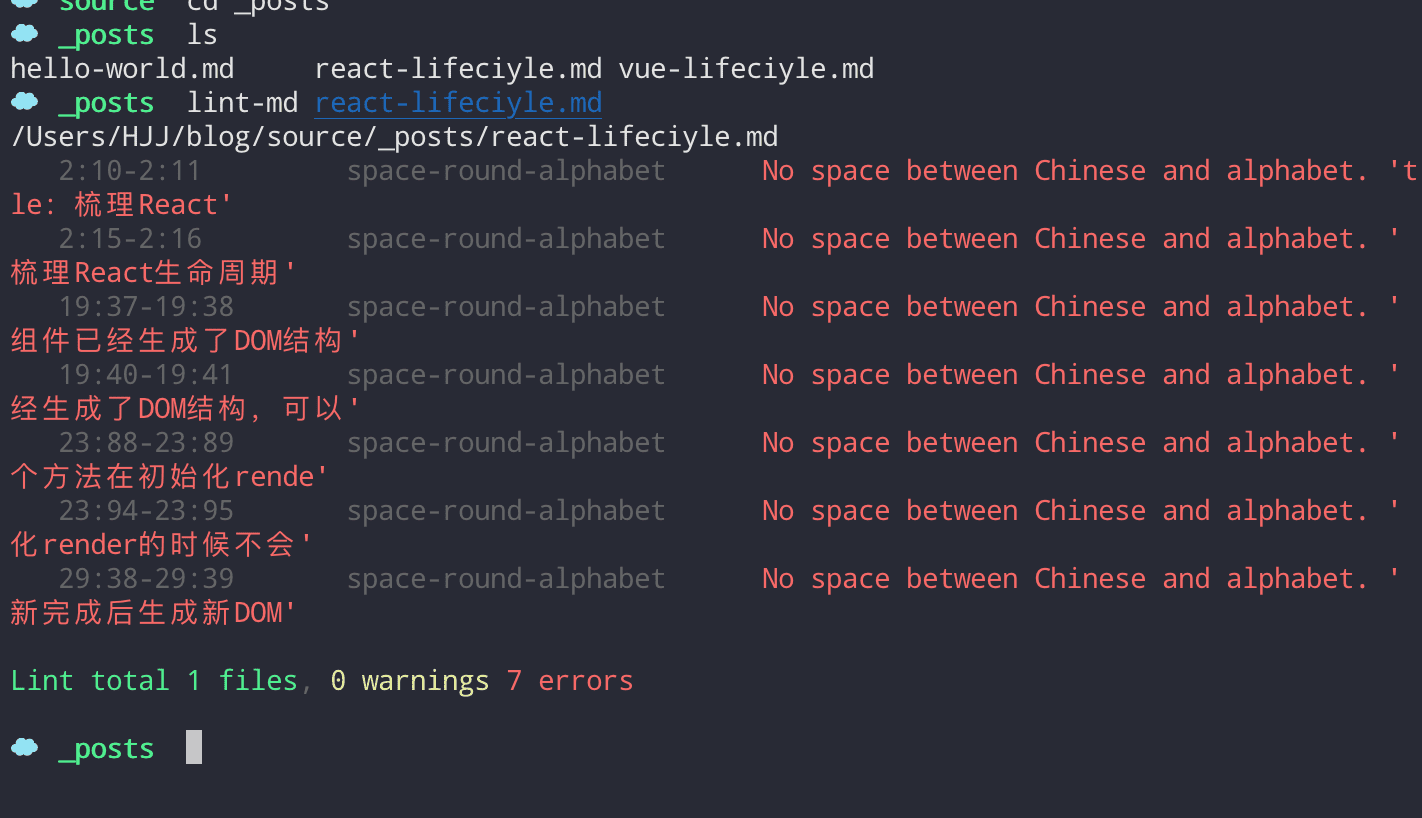 source cd _posts
_posts ls
hello-world.md react-lifeciyle.md vue-lifeciyle.md
_posts lint-md react-lifeciyle.md
/Users/HJJ/blog/source/_posts/react-lifeciyle.md
2:10-2:11 space-round-alphabet No space between Chinese and alphabet. 't
le: 梳理React'
2:15-2:16 space-round-alphabet No space between Chinese and alphabet. '
梳理React生命周期'
19:37-19:38 space-round-alphabet No space between Chinese and alphabet. '
组件已经生成了DOM结构'
19:40-19:41 space-round-alphabet No space between Chinese and alphabet. '
经生成了DOM结构, 可以'
23:88-23:89 space-round-alphabet No space between Chinese and alphabet. '
个方法在初始化rende'
23:94-23:95 space-round-alphabet No space between Chinese and alphabet. '
化render的时候不会'
29:38-29:39 space-round-alphabet No space between Chinese and alphabet. '
新完成后生成新DOM'
Lint total 1 files, 0 warnings 7 errors
_posts